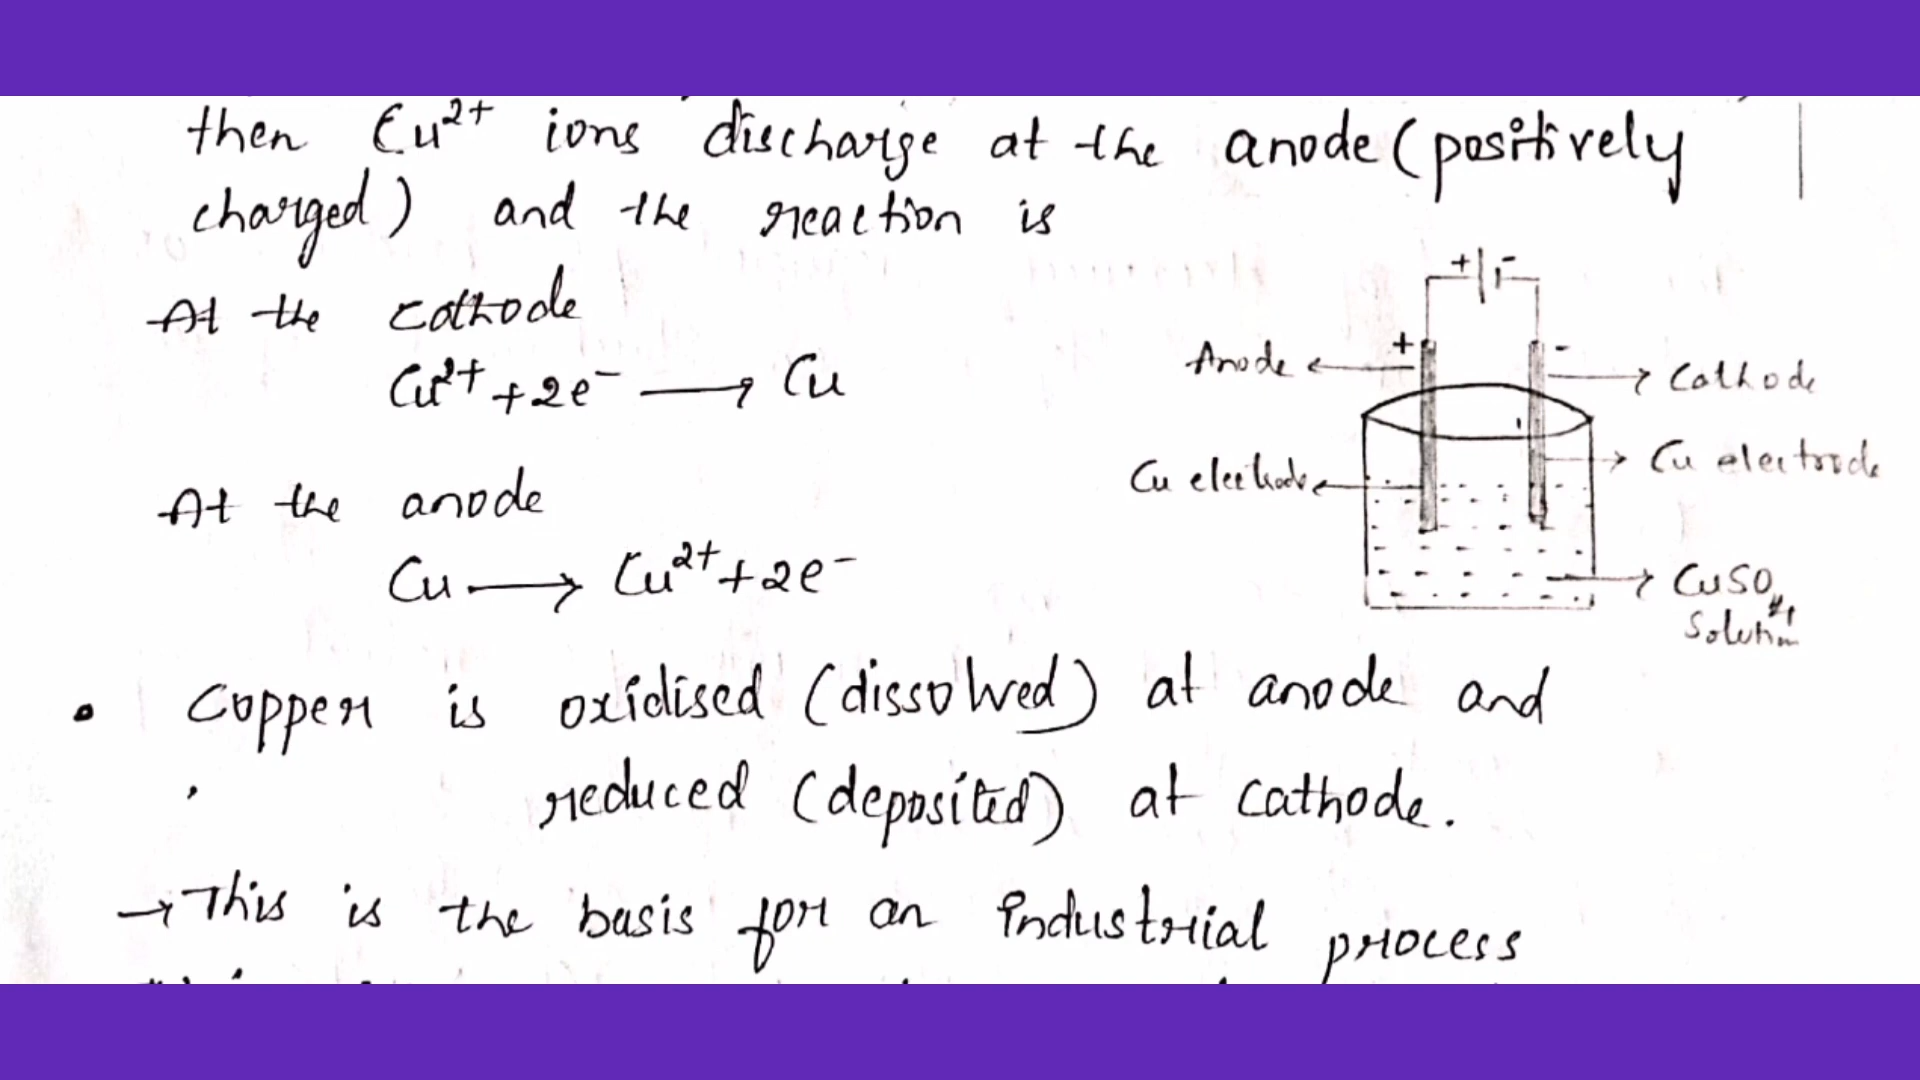 then Cu²⁺ ions discharge at the anode (positively
charged) and the reaction is
At the cathode
Cu²⁺ + 2e⁻ ⟶ Cu
At the anode
Cu ⟶ Cu²⁺ + 2e⁻
+ -
Anode + - Cathode
Cu electrode Cu electrode
CuSO₄
Solution
• Copper is oxidised (dissolved) at anode and
reduced (deposited) at cathode.
→ This is the basis for an industrial process